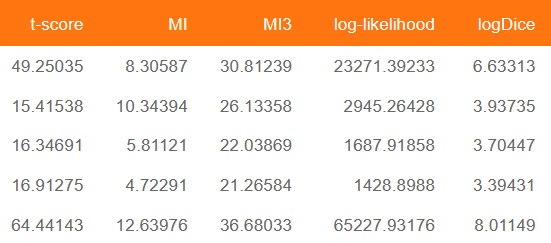 t-score MI MI3 log-likelihood logDice
49.25035 8.30587 30.81239 23271.39233 6.63313
15.41538 10.34394 26.13358 2945.26428 3.93735
16.34691 5.81121 22.03869 1687.91858 3.70447
16.91275 4.72291 21.26584 1428.8988 3.39431
64.44143 12.63976 36.68033 65227.93176 8.01149